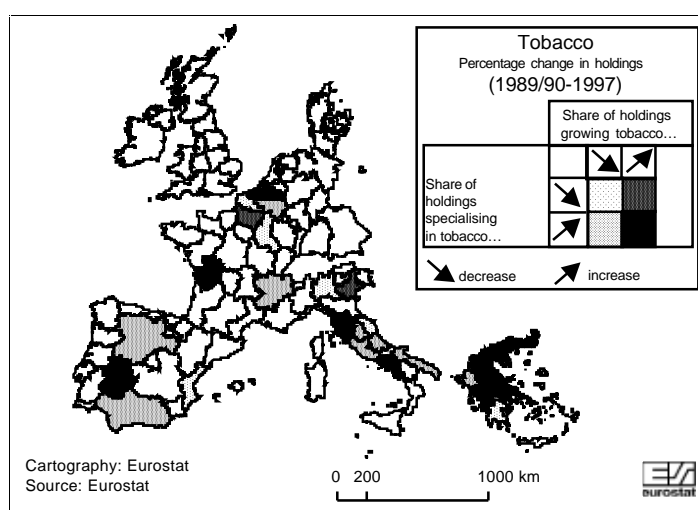 Tobacco
Percentage change in holdings
(1989/90-1997)
Share of holdings
growing tobacco…
Share of
holdings
specialising
in tobacco…
decrease
increase
Cartography: Eurostat
Source: Eurostat
0 200 1000 km
eurostat